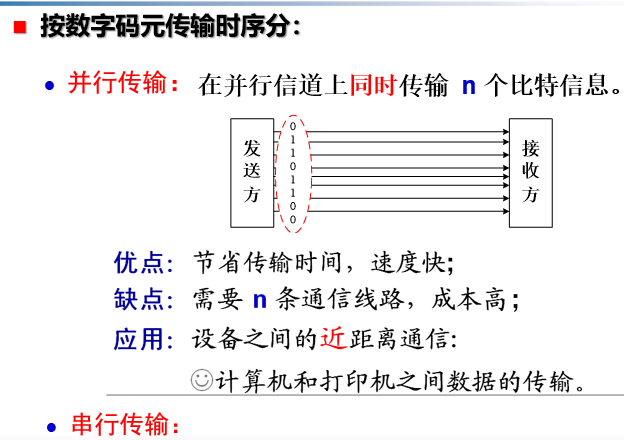 按数字码元传输时序分：
并行传输：在并行信道上同时传输 n 个比特信息。
发送方
0
1
1
0
1
1
0
0
接收方
优点：节省传输时间，速度快；
缺点：需要 n 条通信线路，成本高；
应用：设备之间的近距离通信：
计算机和打印机之间数据的传输。
串行传输：